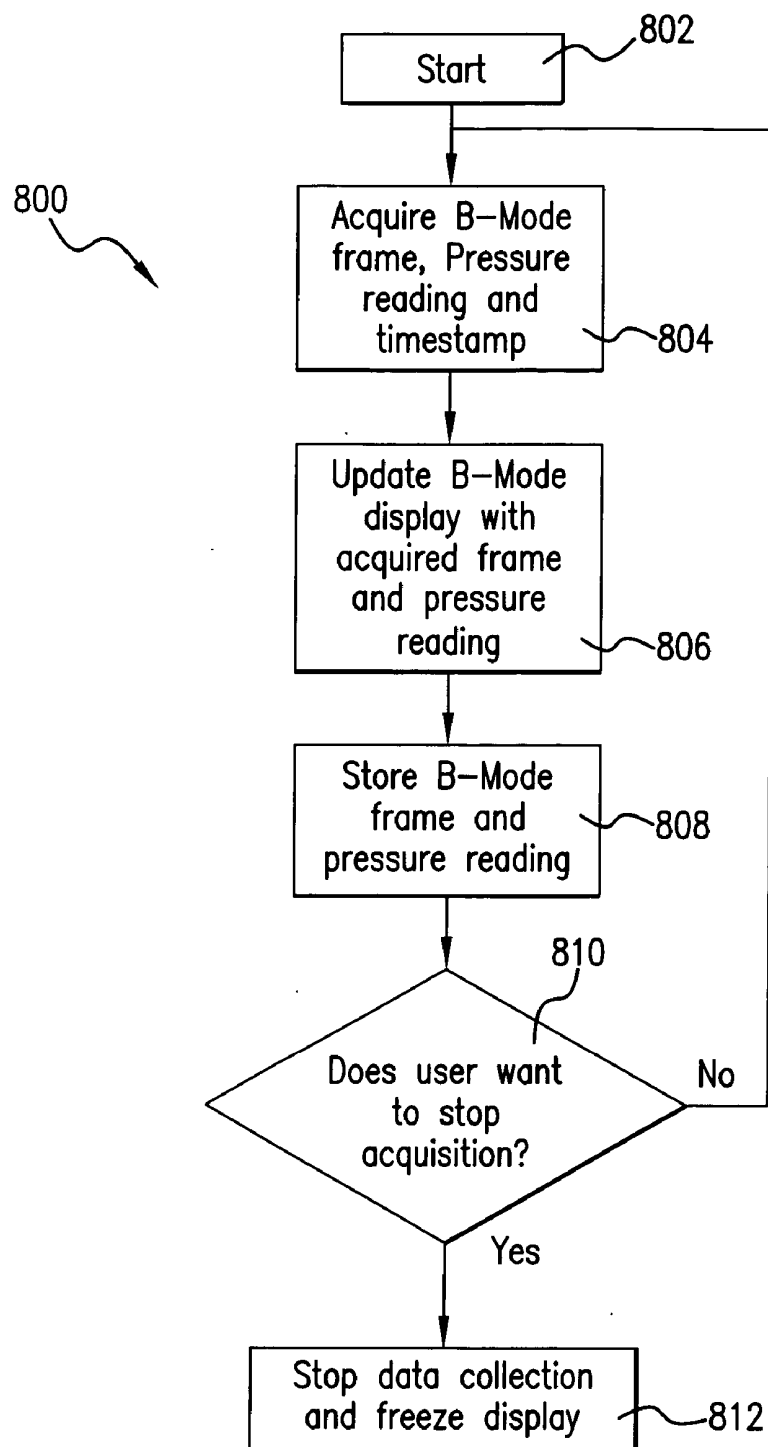 802
Start
800
Acquire B-Mode
frame, Pressure
reading and
timestamp
804
Update B-Mode
display with
acquired frame
and pressure
reading
806
Store B-Mode
frame and
pressure reading
808
810
Does user want
to stop
acquisition?
No
Yes
Stop data collection
and freeze display
812